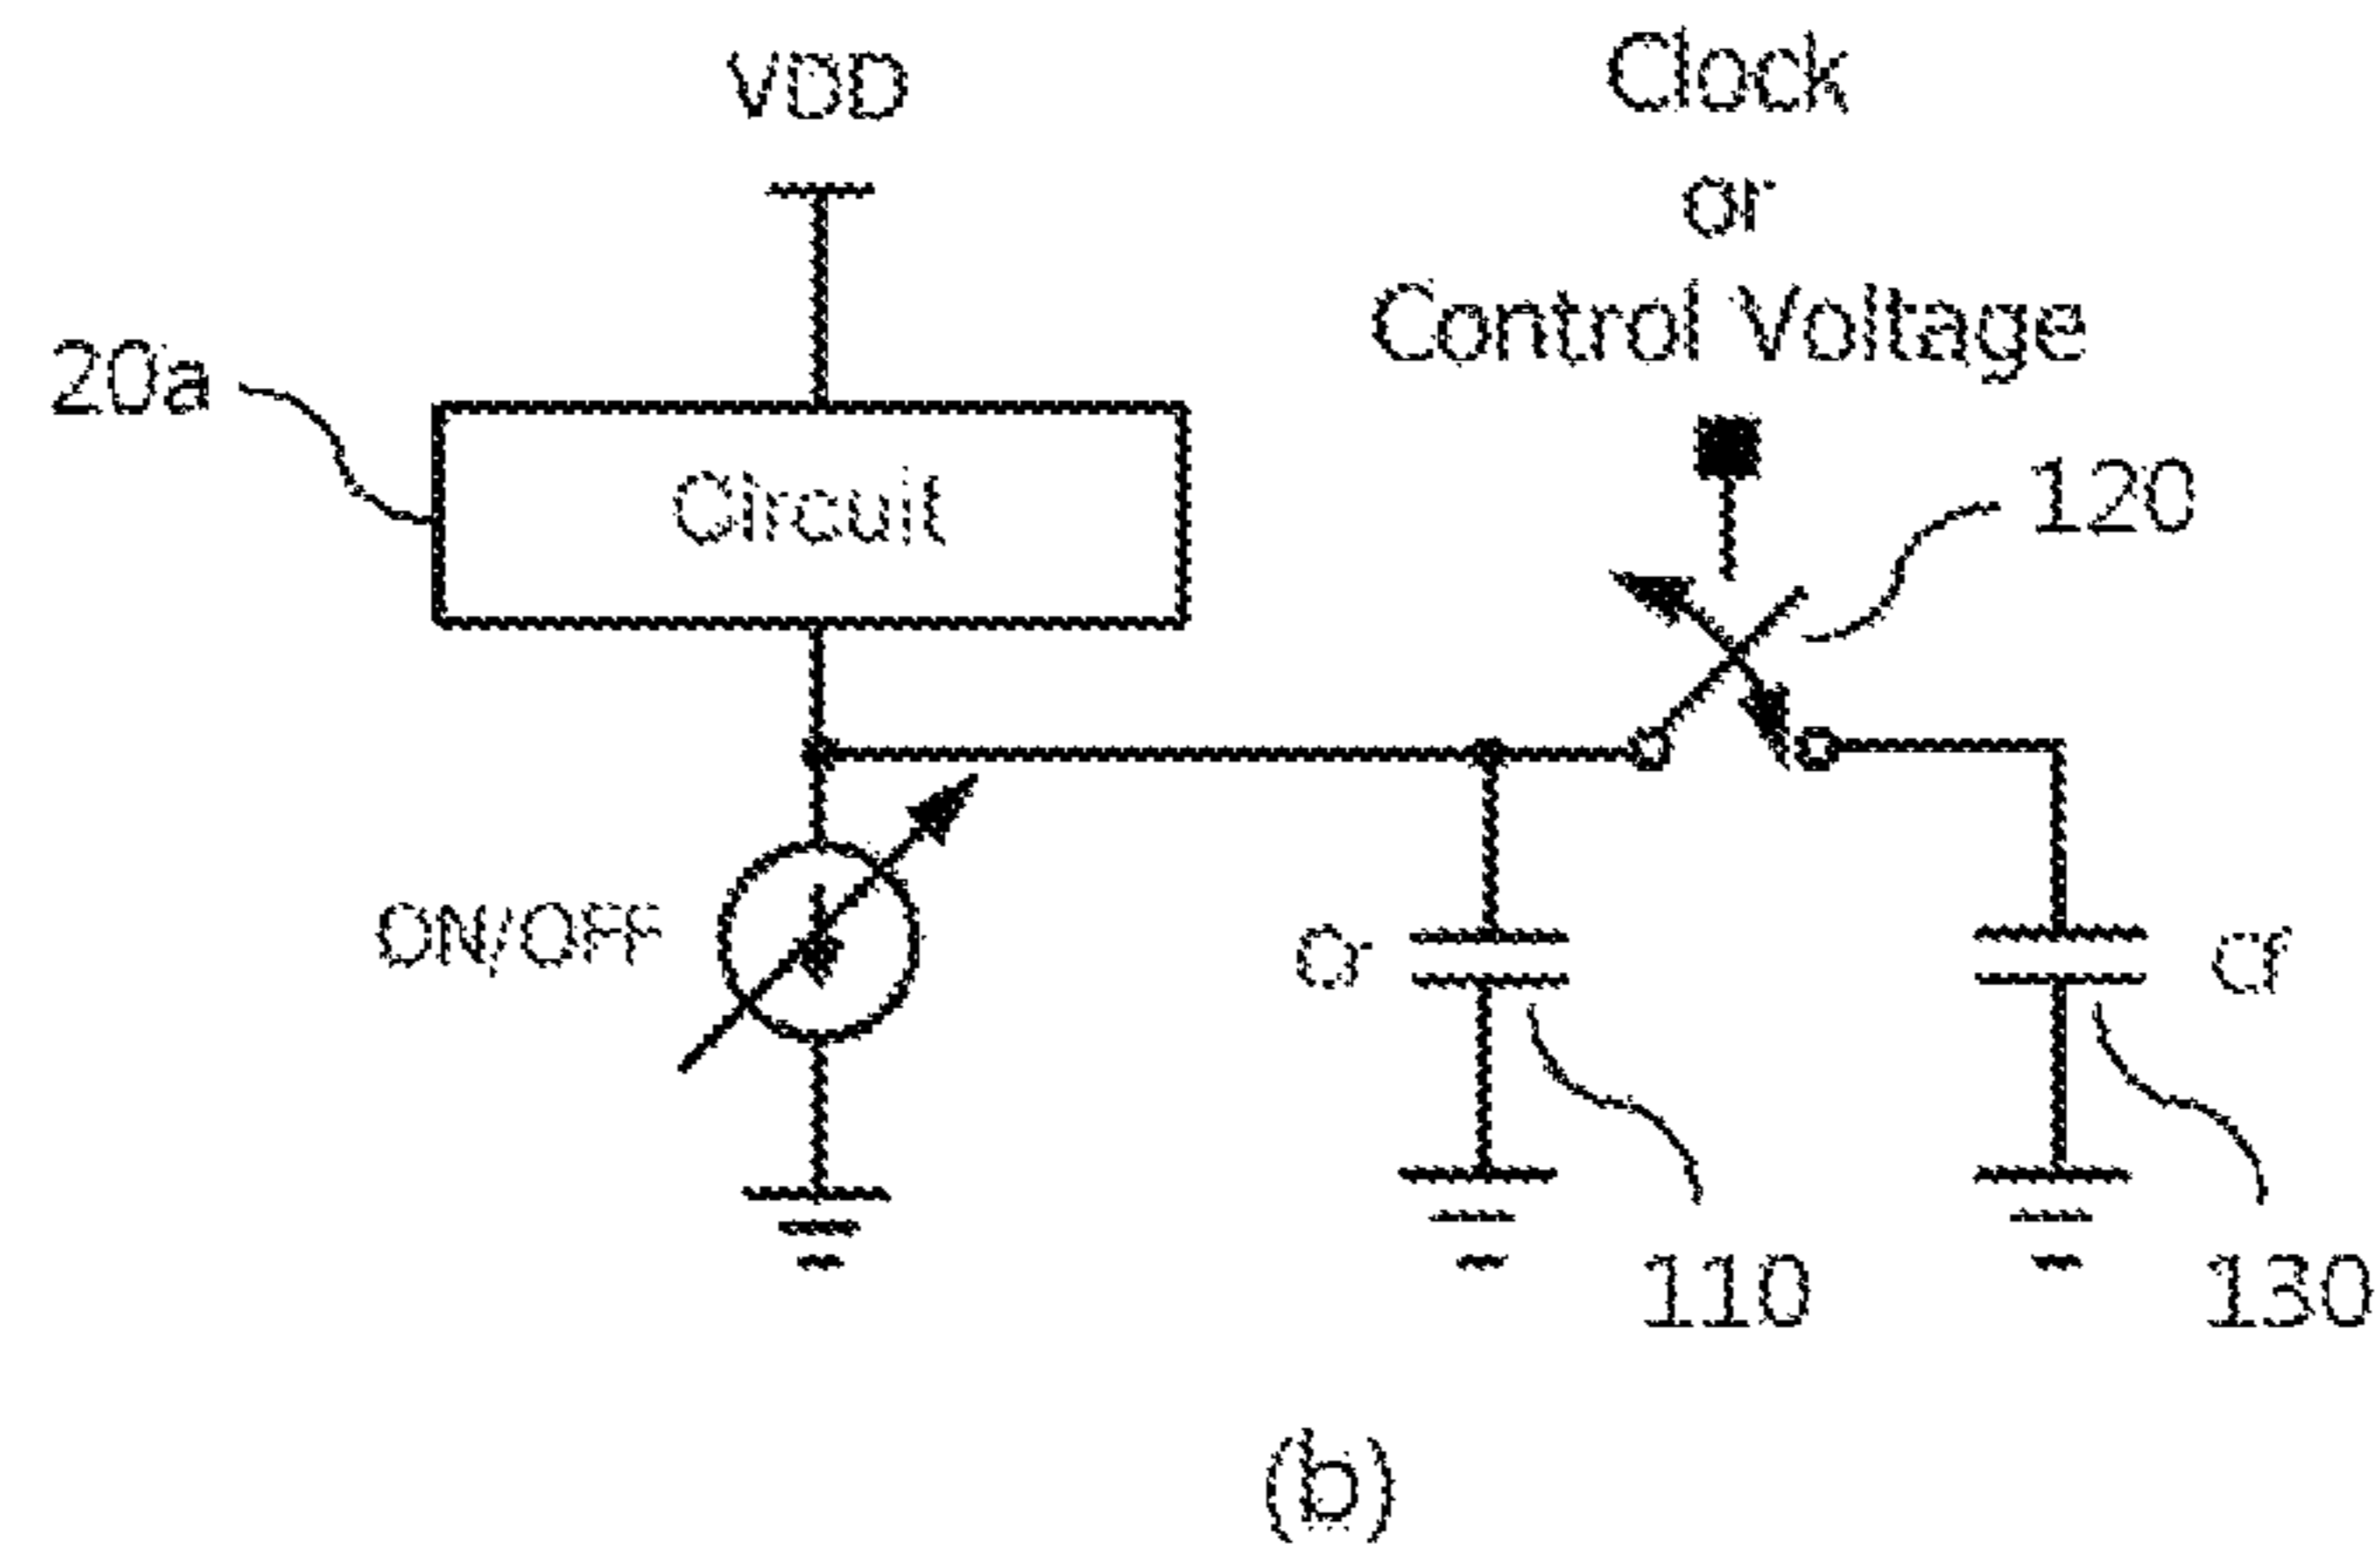 VDD
Clock
or
Control Voltage
20a
Circuit
120
ON/OFF
Cr
Cf
110
130
(b)